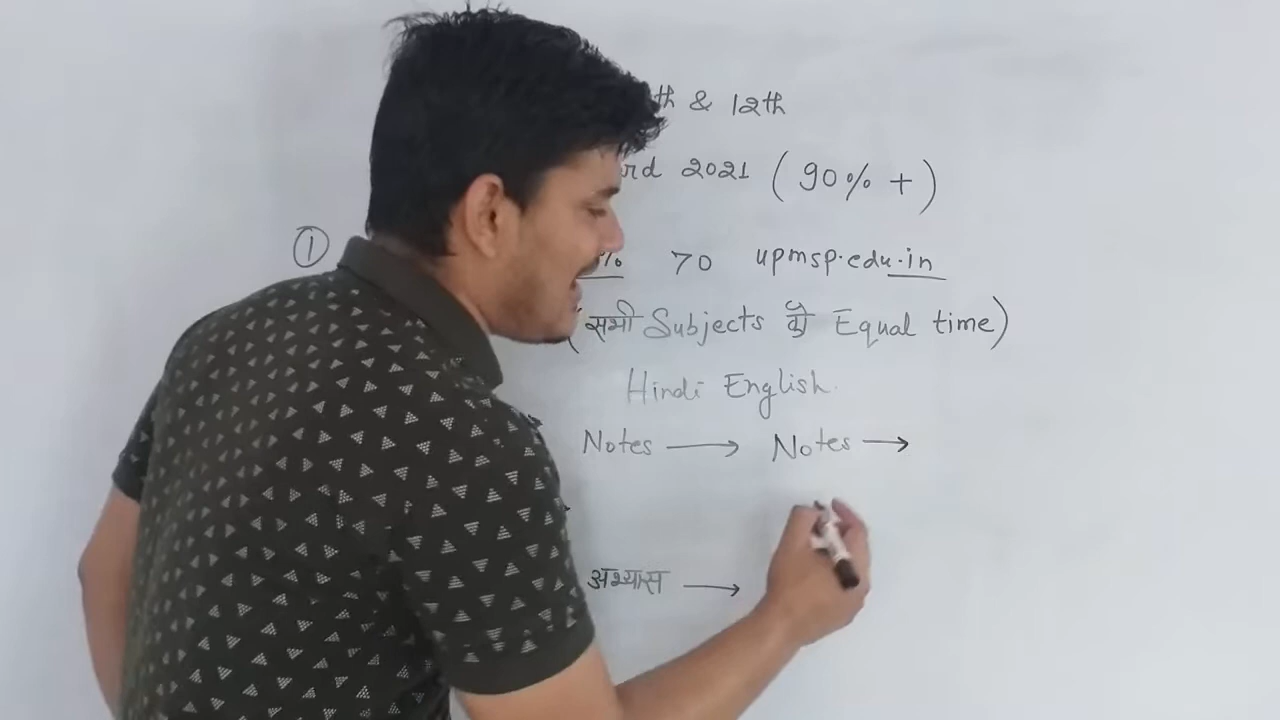 th & 12th
rd 2021 (90% +)
① % 70 upmsp.edu.in
(सभी Subjects को Equal time)
Hindi English.
Notes → Notes →
अभ्यास →